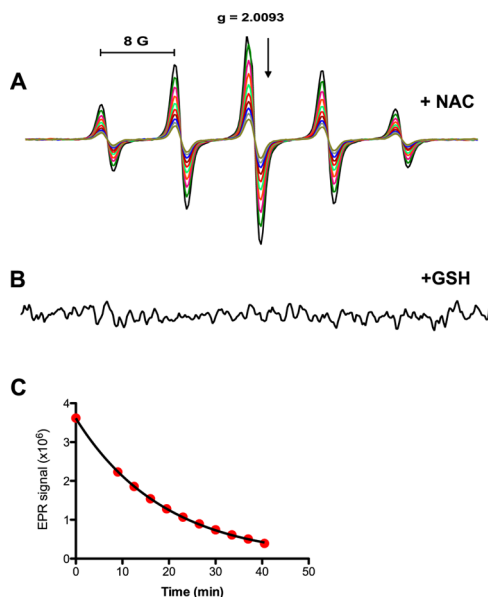 g = 2.0093
8 G
A
+ NAC
B
+GSH
C
EPR signal (x10⁶)
4
3
2
1
0
0 10 20 30 40 50
Time (min)